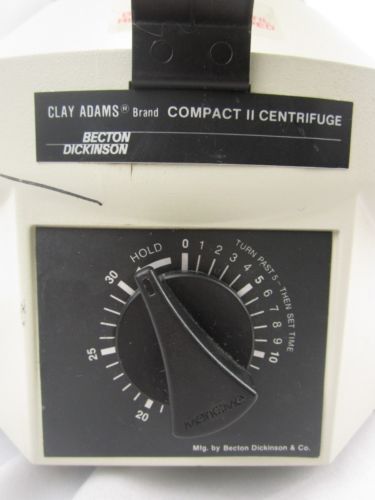 CLAY ADAMS® Brand COMPACT II CENTRIFUGE
BECTON
DICKINSON
HOLD 0 1 2 3 4 5 6 7 8 9 10
TURN PAST 5 - THEN SET TIME
30
25
20
Mfg. by Becton Dickinson & Co.